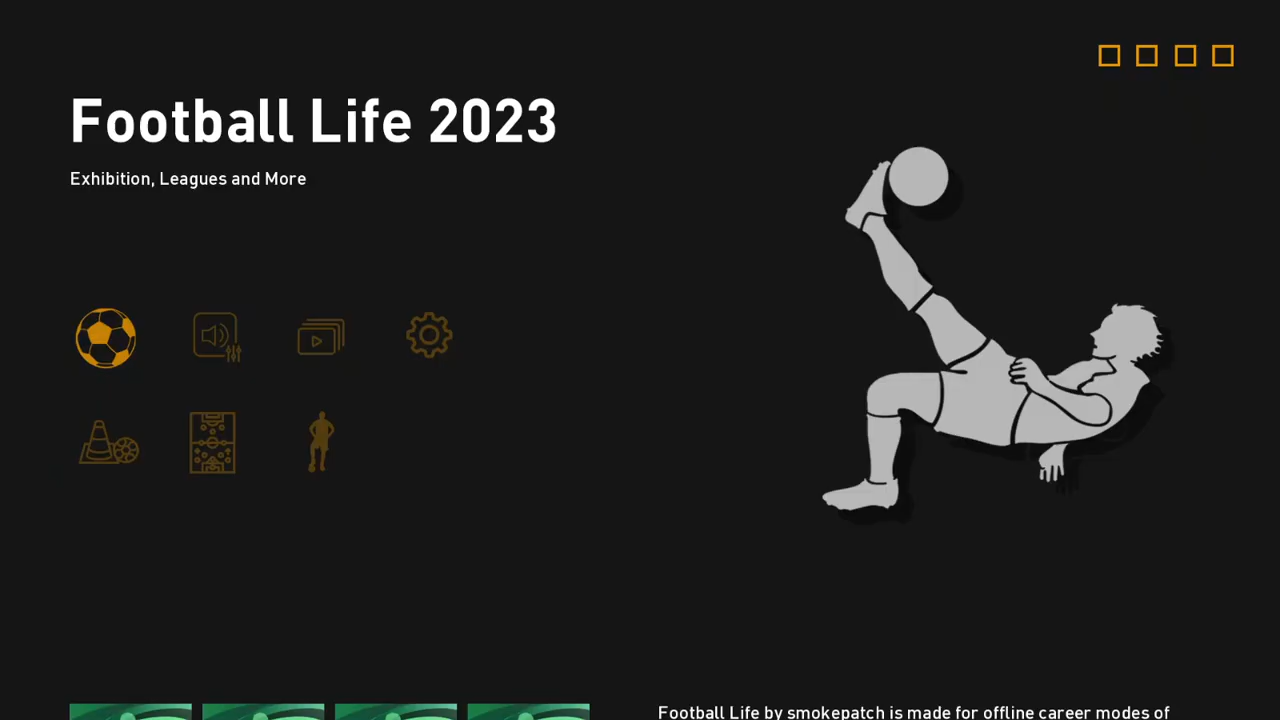 Football Life 2023
Exhibition, Leagues and More
Football Life by smokepatch is made for offline career modes of